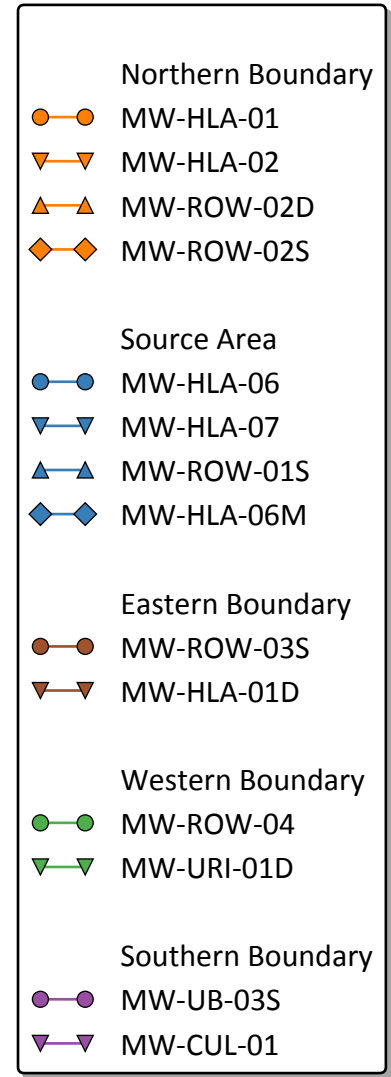 Northern Boundary
MW-HLA-01
MW-HLA-02
MW-ROW-02D
MW-ROW-02S
Source Area
MW-HLA-06
MW-HLA-07
MW-ROW-01S
MW-HLA-06M
Eastern Boundary
MW-ROW-03S
MW-HLA-01D
Western Boundary
MW-ROW-04
MW-URI-01D
Southern Boundary
MW-UB-03S
MW-CUL-01